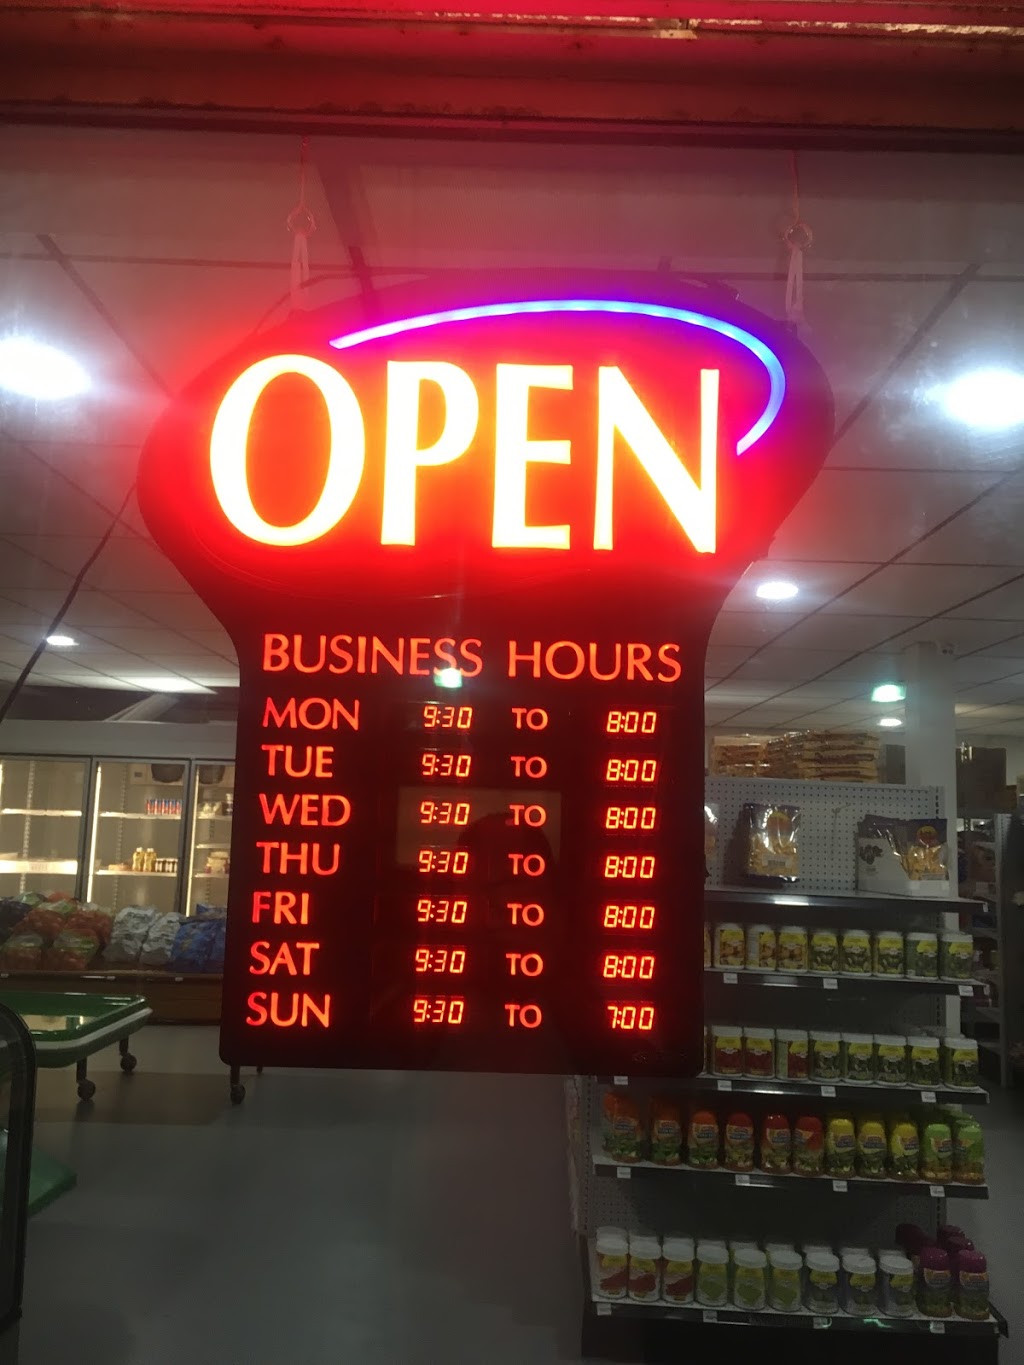 OPEN
BUSINESS HOURS
MON 9:30 TO 8:00
TUE 9:30 TO 8:00
WED 9:30 TO 8:00
THU 9:30 TO 8:00
FRI 9:30 TO 8:00
SAT 9:30 TO 8:00
SUN 9:30 TO 7:00